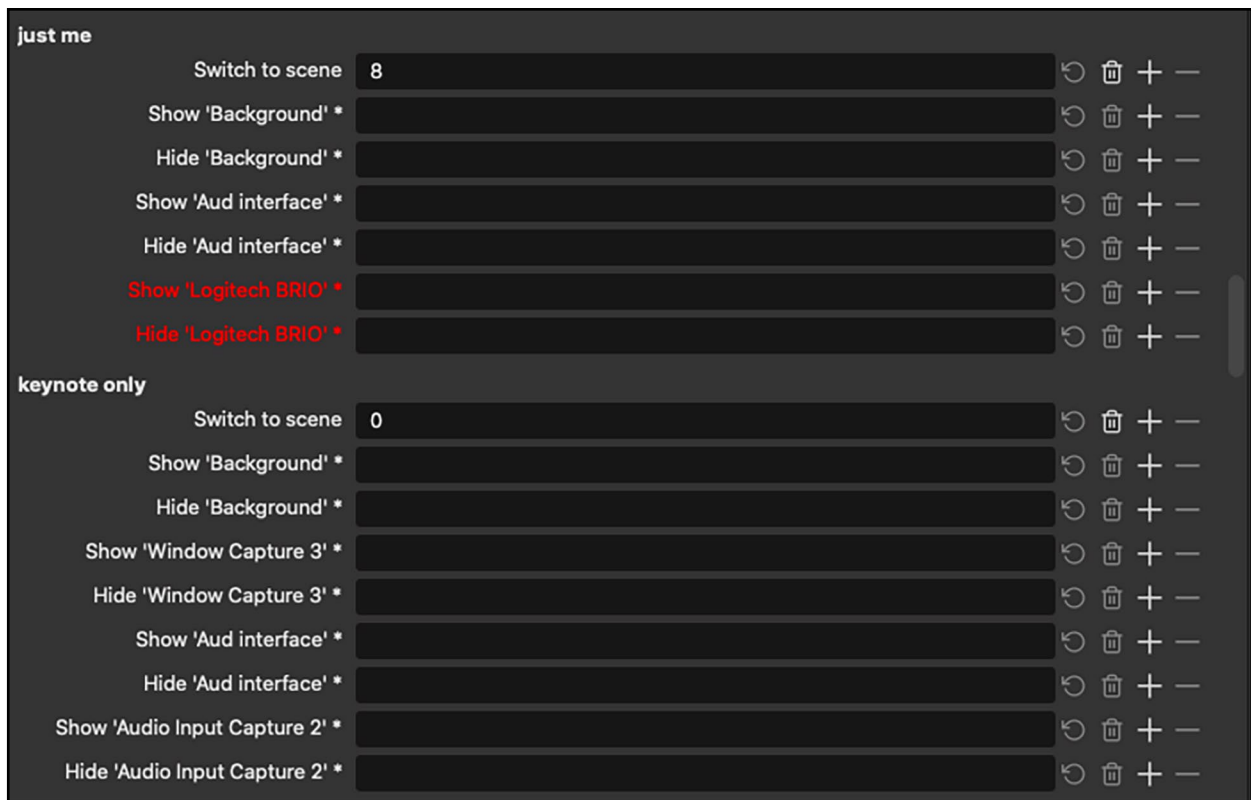 just me
Switch to scene 8
Show 'Background' *
Hide 'Background' *
Show 'Aud interface' *
Hide 'Aud interface' *
Show 'Logitech BRIO' *
Hide 'Logitech BRIO' *
keynote only
Switch to scene 0
Show 'Background' *
Hide 'Background' *
Show 'Window Capture 3' *
Hide 'Window Capture 3' *
Show 'Aud interface' *
Hide 'Aud interface' *
Show 'Audio Input Capture 2' *
Hide 'Audio Input Capture 2' *